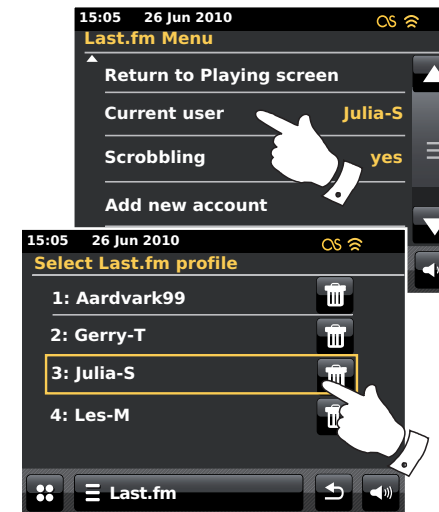 15:05 26 Jun 2010
Last.fm Menu
Return to Playing screen
Current user Julia-S
Scrobbling yes
Add new account
15:05 26 Jun 2010
Select Last.fm profile
1: Aardvark99
2: Gerry-T
3: Julia-S
4: Les-M
Last.fm